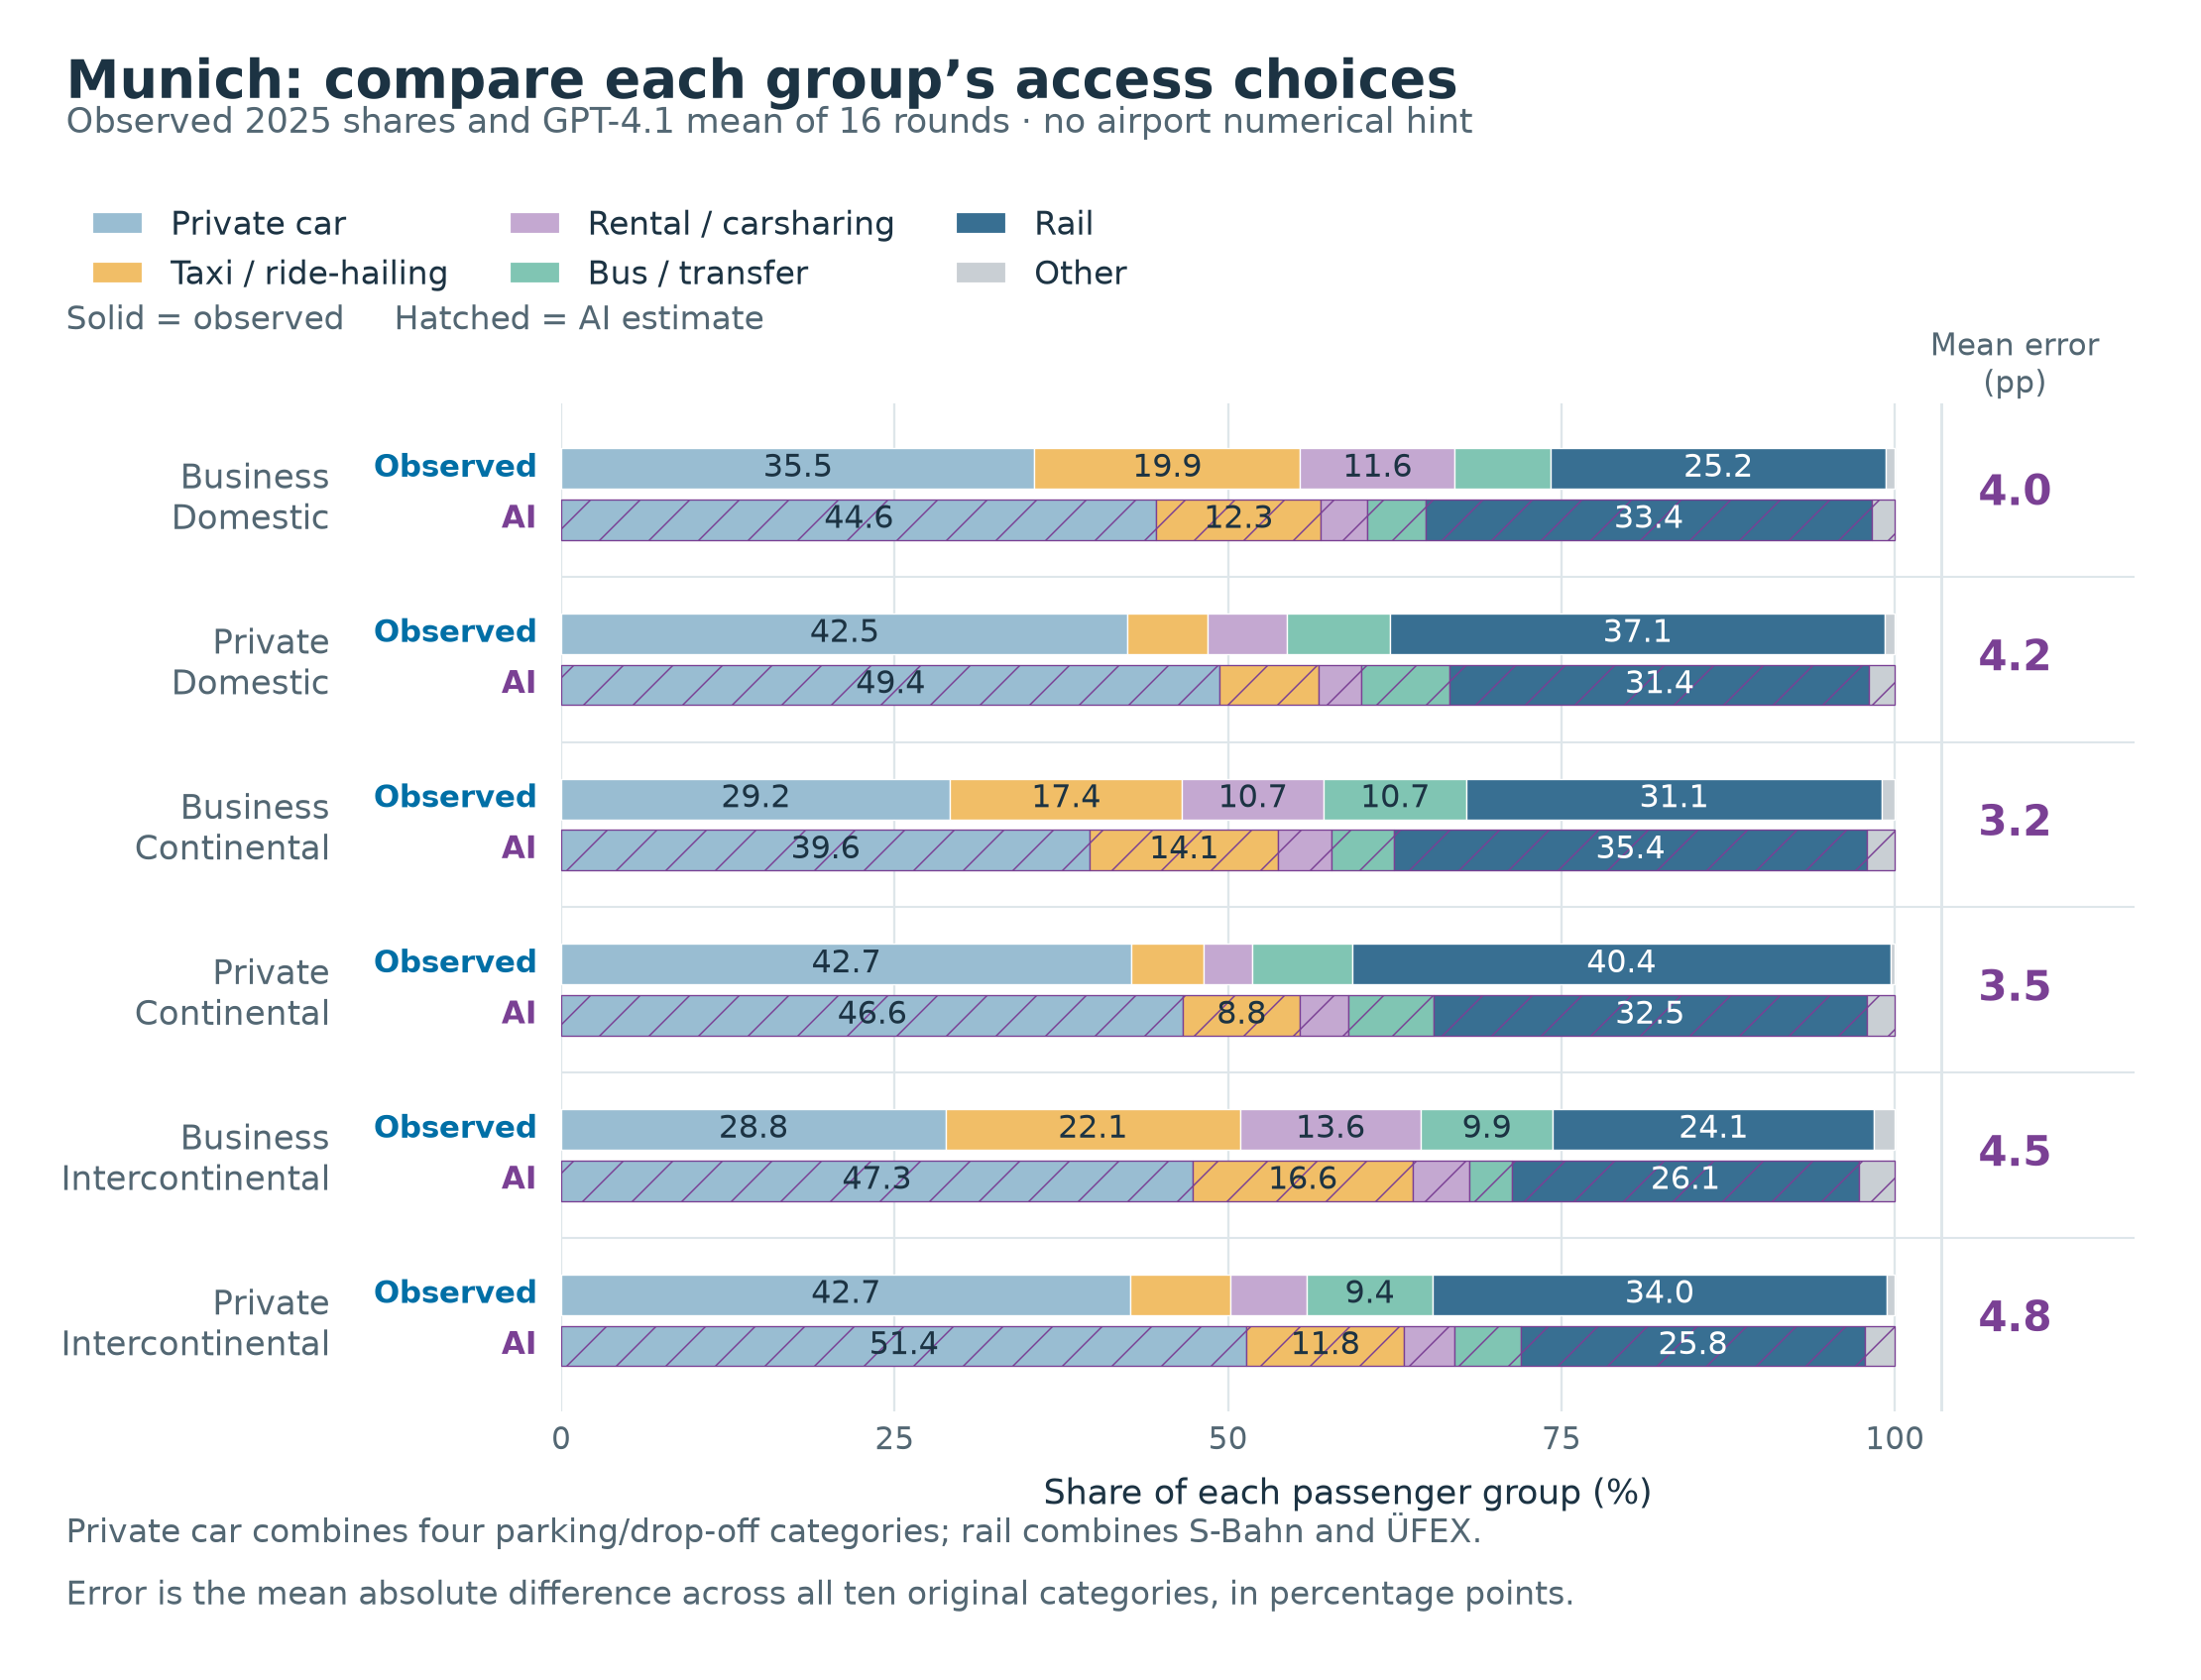 Munich: compare each group’s access choices
Observed 2025 shares and GPT-4.1 mean of 16 rounds · no airport numerical hint
Private car
Rental / carsharing
Rail
Taxi / ride-hailing
Bus / transfer
Other
Solid = observed
Hatched = AI estimate
Mean error
(pp)
Business
Domestic
Observed
35.5 19.9 11.6 25.2
AI
44.6 12.3 33.4
4.0
Private
Domestic
Observed
42.5 37.1
AI
49.4 31.4
4.2
Business
Continental
Observed
29.2 17.4 10.7 10.7 31.1
AI
39.6 14.1 35.4
3.2
Private
Continental
Observed
42.7 40.4
AI
46.6 8.8 32.5
3.5
Business
Intercontinental
Observed
28.8 22.1 13.6 9.9 24.1
AI
47.3 16.6 26.1
4.5
Private
Intercontinental
Observed
42.7 9.4 34.0
AI
51.4 11.8 25.8
4.8
0 25 50 75 100
Share of each passenger group (%)
Private car combines four parking/drop-off categories; rail combines S-Bahn and ÜFEX.
Error is the mean absolute difference across all ten original categories, in percentage points.